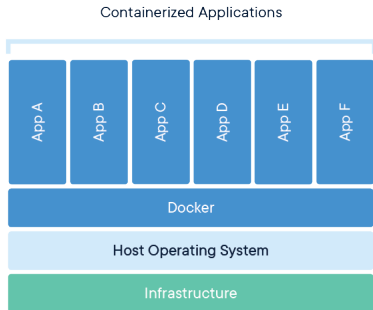 Containerized Applications
App A
App B
App C
App D
App E
App F
Docker
Host Operating System
Infrastructure